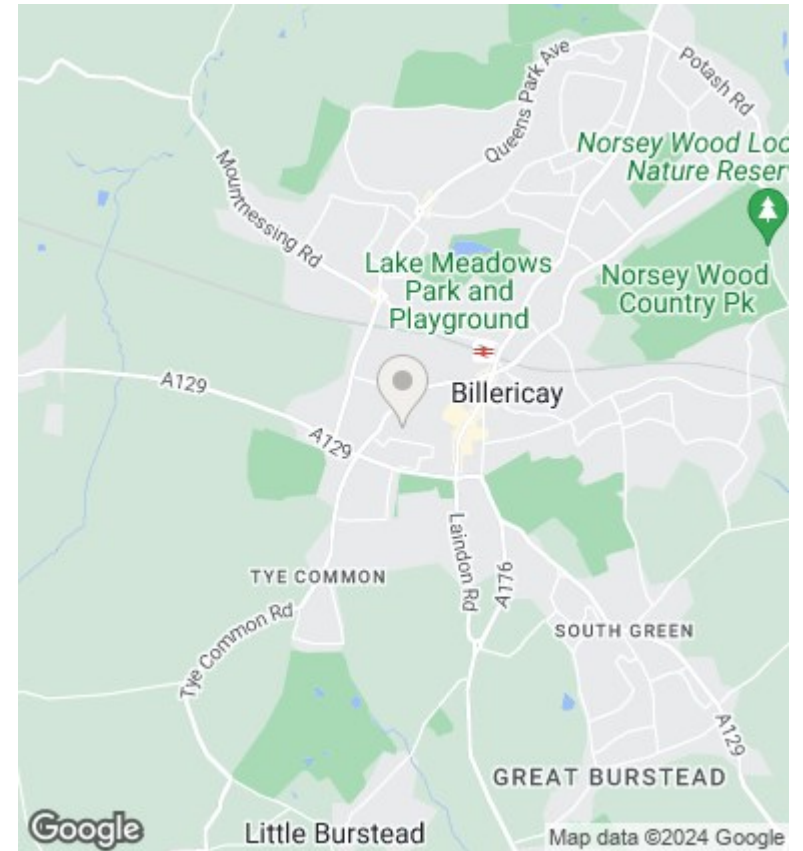 Queens Park Ave
Potash Rd
Norsey Wood Loc
Nature Reser
Mountnessing Rd
Lake Meadows
Park and
Playground
Norsey Wood
Country Pk
A129
Billericay
A129
Laindon Rd
A176
TYE COMMON
Tye Common Rd
SOUTH GREEN
A129
GREAT BURSTEAD
Google
Little Burstead
Map data ©2024 Google